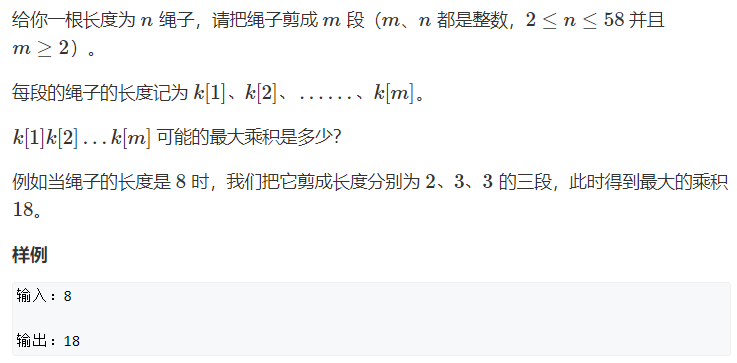 给你一根长度为 n 绳子，请把绳子剪成 m 段（m、n 都是整数，2 ≤ n ≤ 58 并且
m ≥ 2）。
每段的绳子的长度记为 k[1]、k[2]、......、k[m]。
k[1]k[2]...k[m] 可能的最大乘积是多少？
例如当绳子的长度是 8 时，我们把它剪成长度分别为 2、3、3 的三段，此时得到最大的乘积
18。
样例
输入：8
输出：18